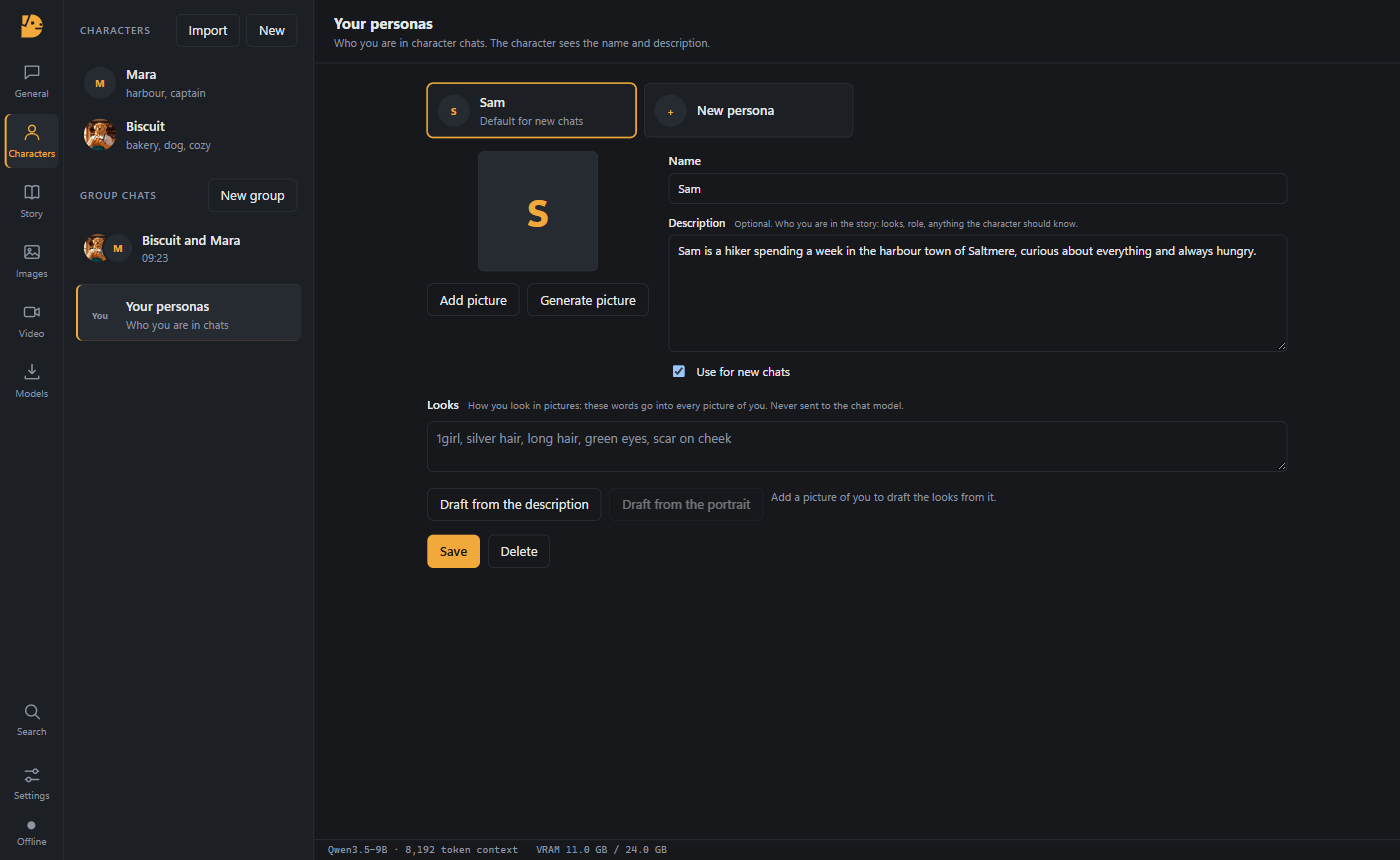 General
Characters
Story
Images
Video
Models
Search
Settings
Offline
CHARACTERS
Import
New
M
Mara
harbour, captain
Biscuit
bakery, dog, cozy
GROUP CHATS
New group
M
Biscuit and Mara
09:23
You
Your personas
Who you are in chats
Your personas
Who you are in character chats. The character sees the name and description.
S
Sam
Default for new chats
+
New persona
S
Add picture
Generate picture
Name
Sam
Description Optional. Who you are in the story: looks, role, anything the character should know.
Sam is a hiker spending a week in the harbour town of Saltmere, curious about everything and always hungry.
Use for new chats
Looks How you look in pictures: these words go into every picture of you. Never sent to the chat model.
1girl, silver hair, long hair, green eyes, scar on cheek
Draft from the description
Draft from the portrait
Add a picture of you to draft the looks from it.
Save
Delete
Qwen3.5-9B · 8,192 token context VRAM 11.0 GB / 24.0 GB